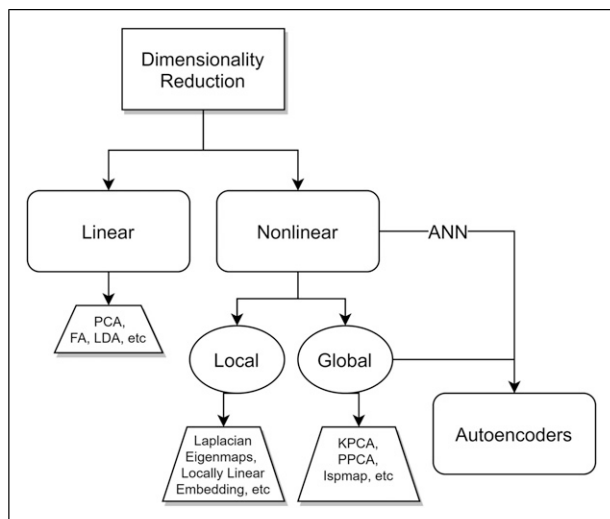 Dimensionality
Reduction
Linear
Nonlinear
ANN
PCA,
FA, LDA, etc
Local
Global
Autoencoders
Laplacian
Eigenmaps,
Locally Linear
Embedding, etc
KPCA,
PPCA,
Ispmap, etc